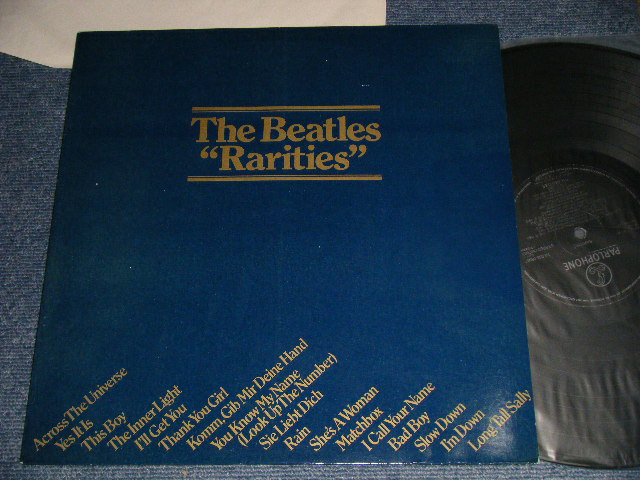 The Beatles
“Rarities”
Across The Universe
Yes It Is
This Boy
The Inner Light
I'll Get You
Thank You Girl
Komm, Gib Mir Deine Hand
You Know My Name
(Look Up The Number)
Sie Liebt Dich
Rain
She's A Woman
Matchbox
I Call Your Name
Bad Boy
Slow Down
I'm Down
Long Tall Sally
PARLOPHONE